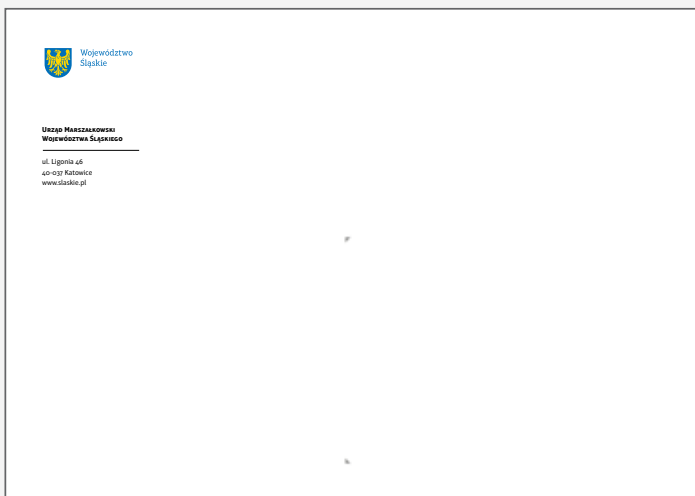 Województwo
Śląskie
Urząd Marszałkowski
Województwa Śląskiego
ul. Ligonia 46
40-037 Katowice
www.slaskie.pl